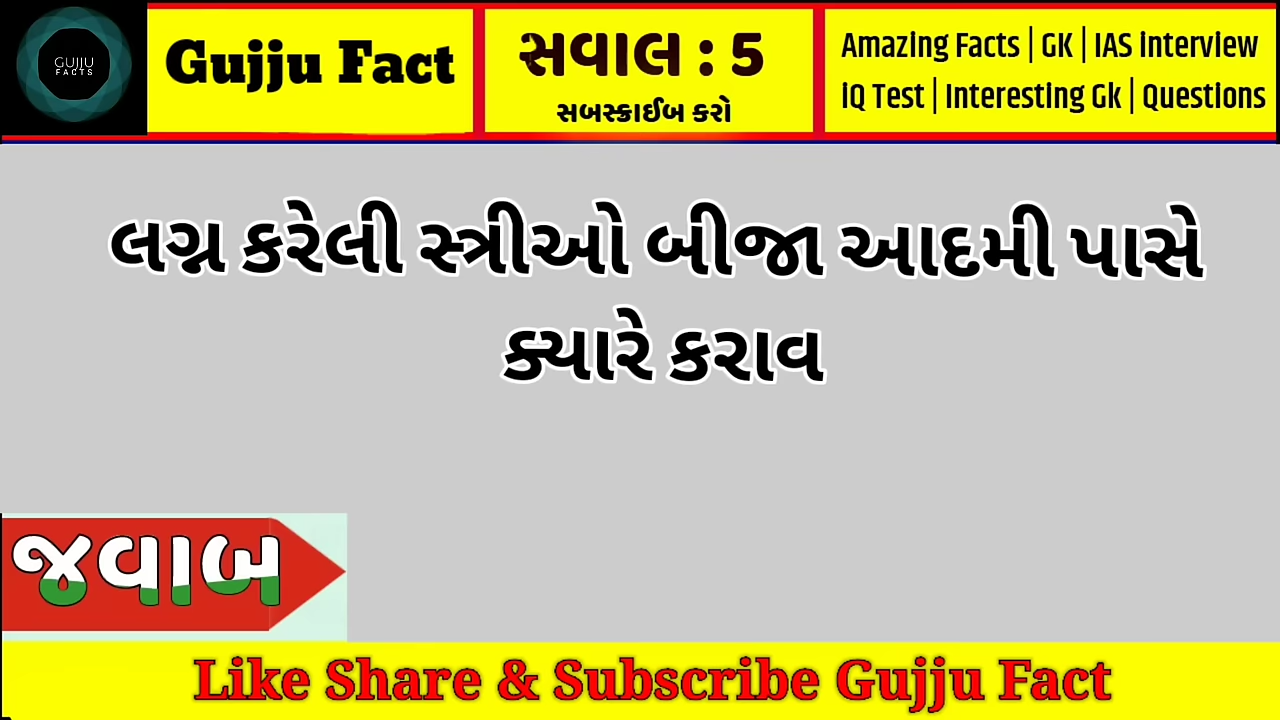 GUJJU
FACTS
Gujju Fact
સવાલ : 5
સબસ્ક્રાઈબ કરો
Amazing Facts | GK | IAS interview
iQ Test | Interesting Gk | Questions
લગ્ન કરેલી સ્ત્રીઓ બીજા આદમી પાસે
ક્યારે કરાવ
જવાબ
Like Share & Subscribe Gujju Fact